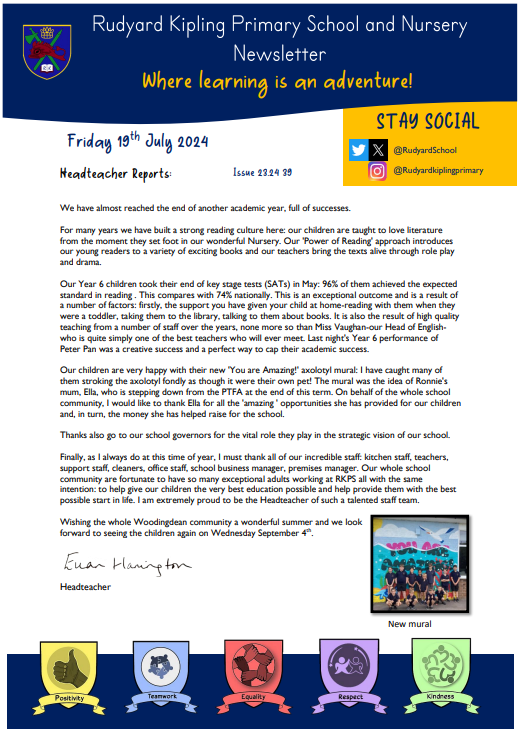 Rudyard Kipling Primary School and Nursery
Newsletter
Where learning is an adventure!
STAY SOCIAL
@RudyardSchool
@Rudyardkiplingprimary
Friday 19th July 2024
Headteacher Reports:
Issue 23.24 39
We have almost reached the end of another academic year, full of successes.
For many years we have built a strong reading culture here: our children are taught to love literature
from the moment they set foot in our wonderful Nursery. Our 'Power of Reading' approach introduces
our young readers to a variety of exciting books and our teachers bring the texts alive through role play
and drama.
Our Year 6 children took their end of key stage tests (SATs) in May: 96% of them achieved the expected
standard in reading . This compares with 74% nationally. This is an exceptional outcome and is a result of
a number of factors: firstly, the support you have given your child at home-reading with them when they
were a toddler, taking them to the library, talking to them about books. It is also the result of high quality
teaching from a number of staff over the years, none more so than Miss Vaughan-our Head of English-
who is quite simply one of the best teachers who will ever meet. Last night's Year 6 performance of
Peter Pan was a creative success and a perfect way to cap their academic success.
Our children are very happy with their new 'You are Amazing!' axolotyl mural: I have caught many of
them stroking the axolotyl fondly as though it were their own pet! The mural was the idea of Ronnie's
mum, Ella, who is stepping down from the PTFA at the end of this term. On behalf of the whole school
community, I would like to thank Ella for all the 'amazing ' opportunities she has provided for our children
and, in turn, the money she has helped raise for the school.
Thanks also go to our school governors for the vital role they play in the strategic vision of our school.
Finally, as I always do at this time of year, I must thank all of our incredible staff: kitchen staff, teachers,
support staff, cleaners, office staff, school business manager, premises manager. Our whole school
community are fortunate to have so many exceptional adults working at RKPS all with the same
intention: to help give our children the very best education possible and help provide them with the best
possible start in life. I am extremely proud to be the Headteacher of such a talented staff team.
Wishing the whole Woodingdean community a wonderful summer and we look
forward to seeing the children again on Wednesday September 4th.
Euan Hanington
Headteacher
YOU ARE
New mural
Positivity
Teamwork
Equality
Respect
Kindness